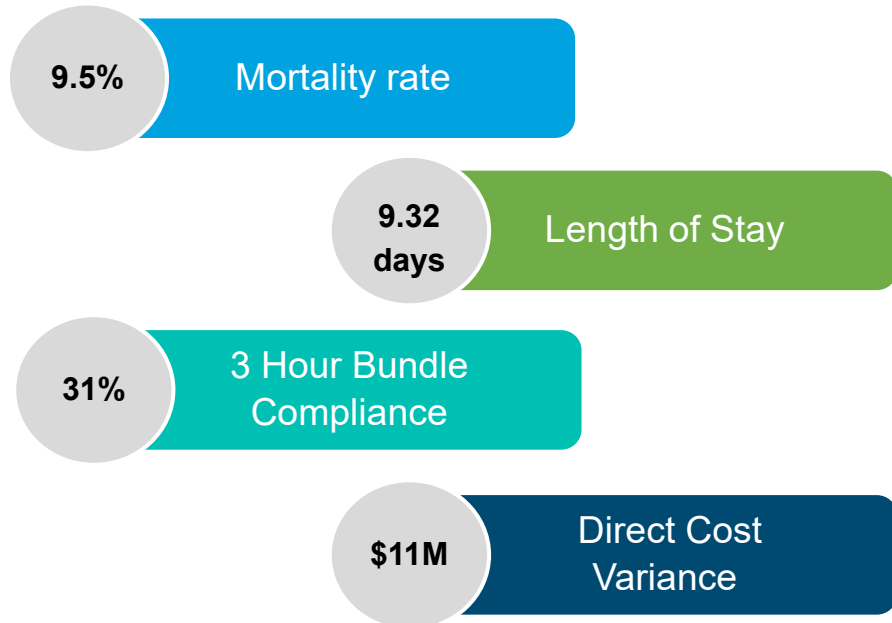 9.5%
Mortality rate
9.32
days
Length of Stay
31%
3 Hour Bundle
Compliance
$11M
Direct Cost
Variance